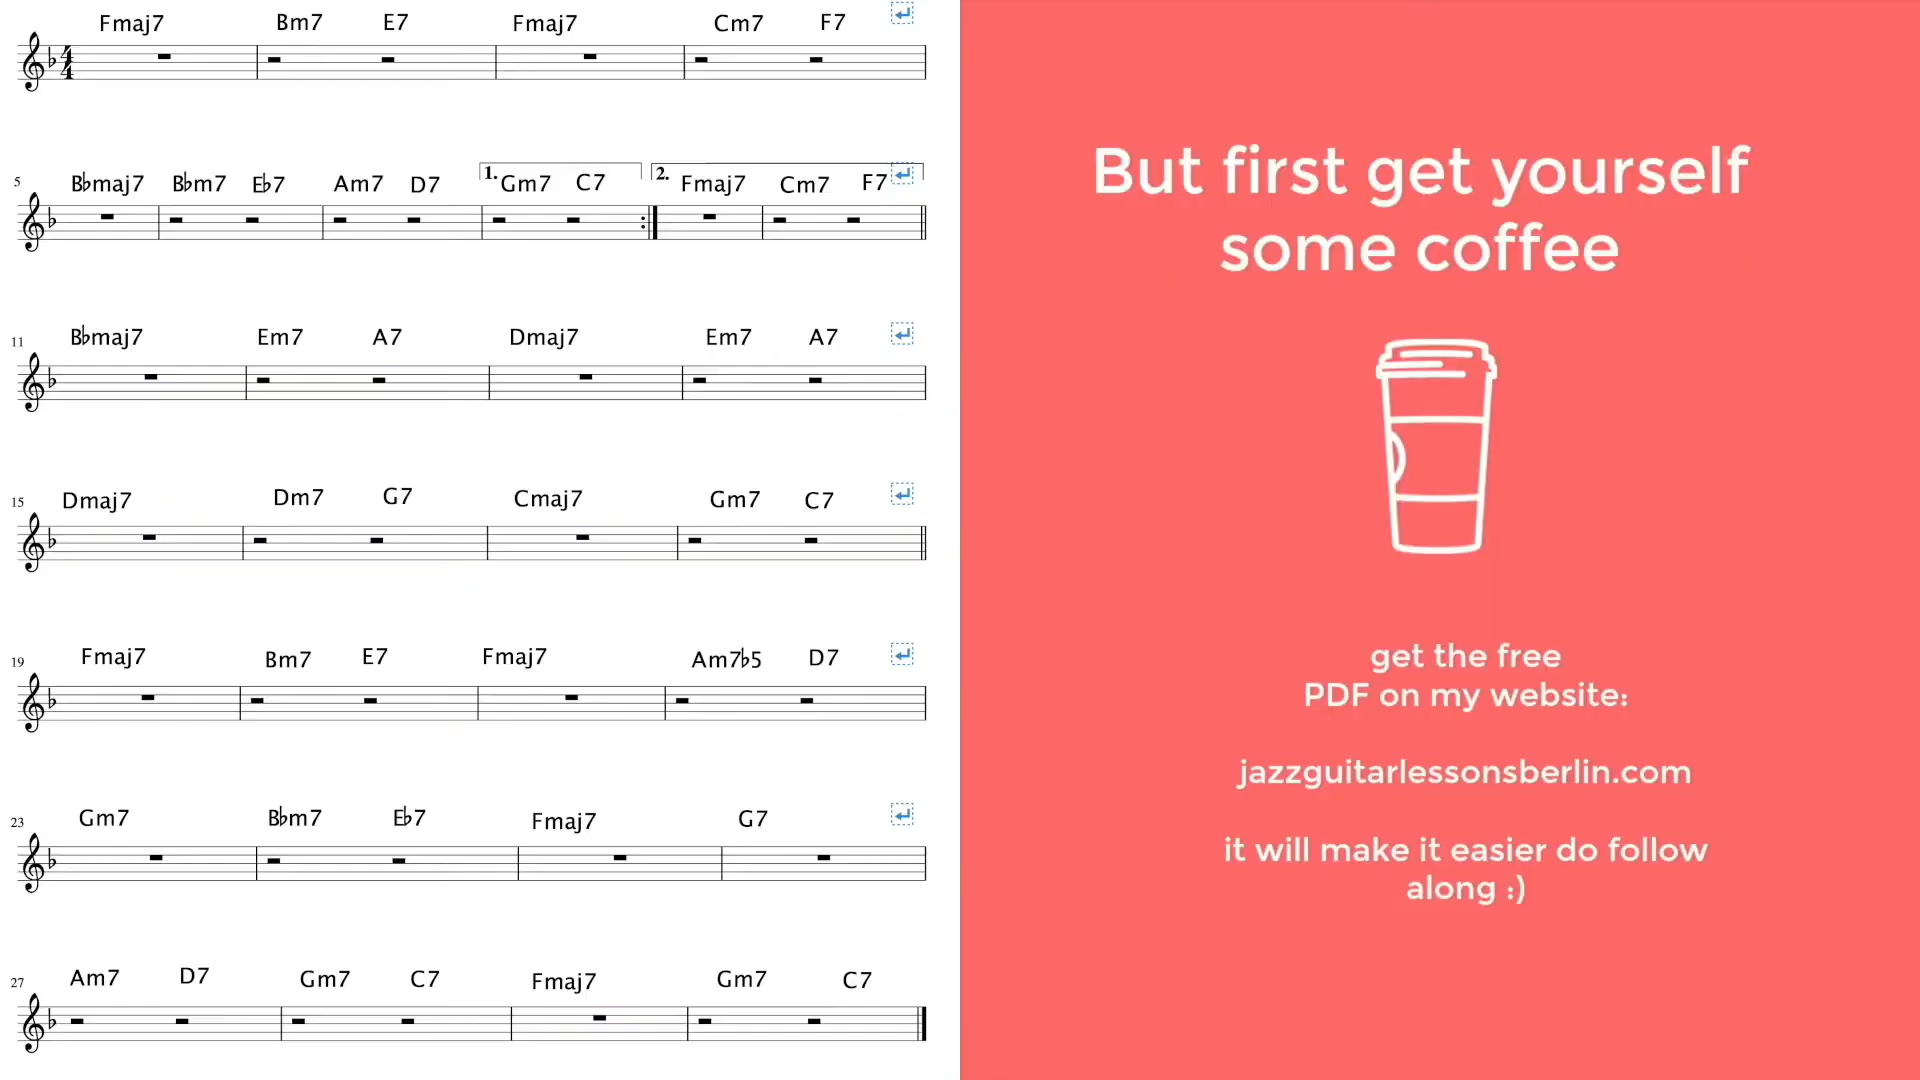 Fmaj7 Bm7 E7 Fmaj7 Cm7 F7
4
4
1. 2.
5 B♭maj7 B♭m7 E♭7 Am7 D7 Gm7 C7 Fmaj7 Cm7 F7
11 B♭maj7 Em7 A7 Dmaj7 Em7 A7
15 Dmaj7 Dm7 G7 Cmaj7 Gm7 C7
19 Fmaj7 Bm7 E7 Fmaj7 Am7♭5 D7
23 Gm7 B♭m7 E♭7 Fmaj7 G7
27 Am7 D7 Gm7 C7 Fmaj7 Gm7 C7
But first get yourself
some coffee
get the free
PDF on my website:
jazzguitarlessonsberlin.com
it will make it easier do follow
along :)